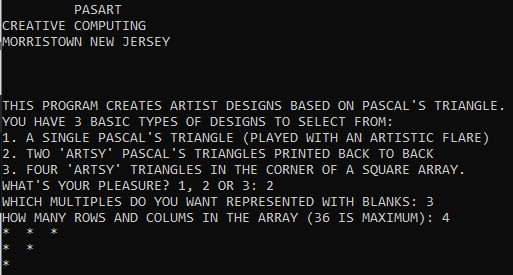 PASART
CREATIVE COMPUTING
MORRISTOWN NEW JERSEY
THIS PROGRAM CREATES ARTIST DESIGNS BASED ON PASCAL'S TRIANGLE.
YOU HAVE 3 BASIC TYPES OF DESIGNS TO SELECT FROM:
1. A SINGLE PASCAL'S TRIANGLE (PLAYED WITH AN ARTISTIC FLARE)
2. TWO 'ARTSY' PASCAL'S TRIANGLES PRINTED BACK TO BACK
3. FOUR 'ARTSY' TRIANGLES IN THE CORNER OF A SQUARE ARRAY.
WHAT'S YOUR PLEASURE? 1, 2 OR 3: 2
WHICH MULTIPLES DO YOU WANT REPRESENTED WITH BLANKS: 3
HOW MANY ROWS AND COLUMS IN THE ARRAY (36 IS MAXIMUM): 4
* * *
* *
*